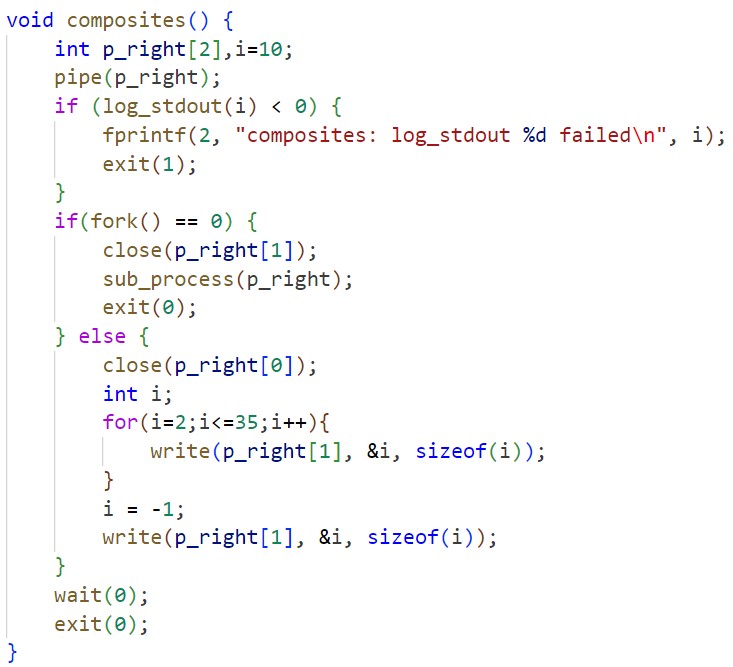 void composites() {
    int p_right[2],i=10;
    pipe(p_right);
    if (log_stdout(i) < 0) {
        fprintf(2, "composites: log_stdout %d failed\n", i);
        exit(1);
    }
    if(fork() == 0) {
        close(p_right[1]);
        sub_process(p_right);
        exit(0);
    } else {
        close(p_right[0]);
        int i;
        for(i=2;i<=35;i++){
            write(p_right[1], &i, sizeof(i));
        }
        i = -1;
        write(p_right[1], &i, sizeof(i));
    }
    wait(0);
    exit(0);
}